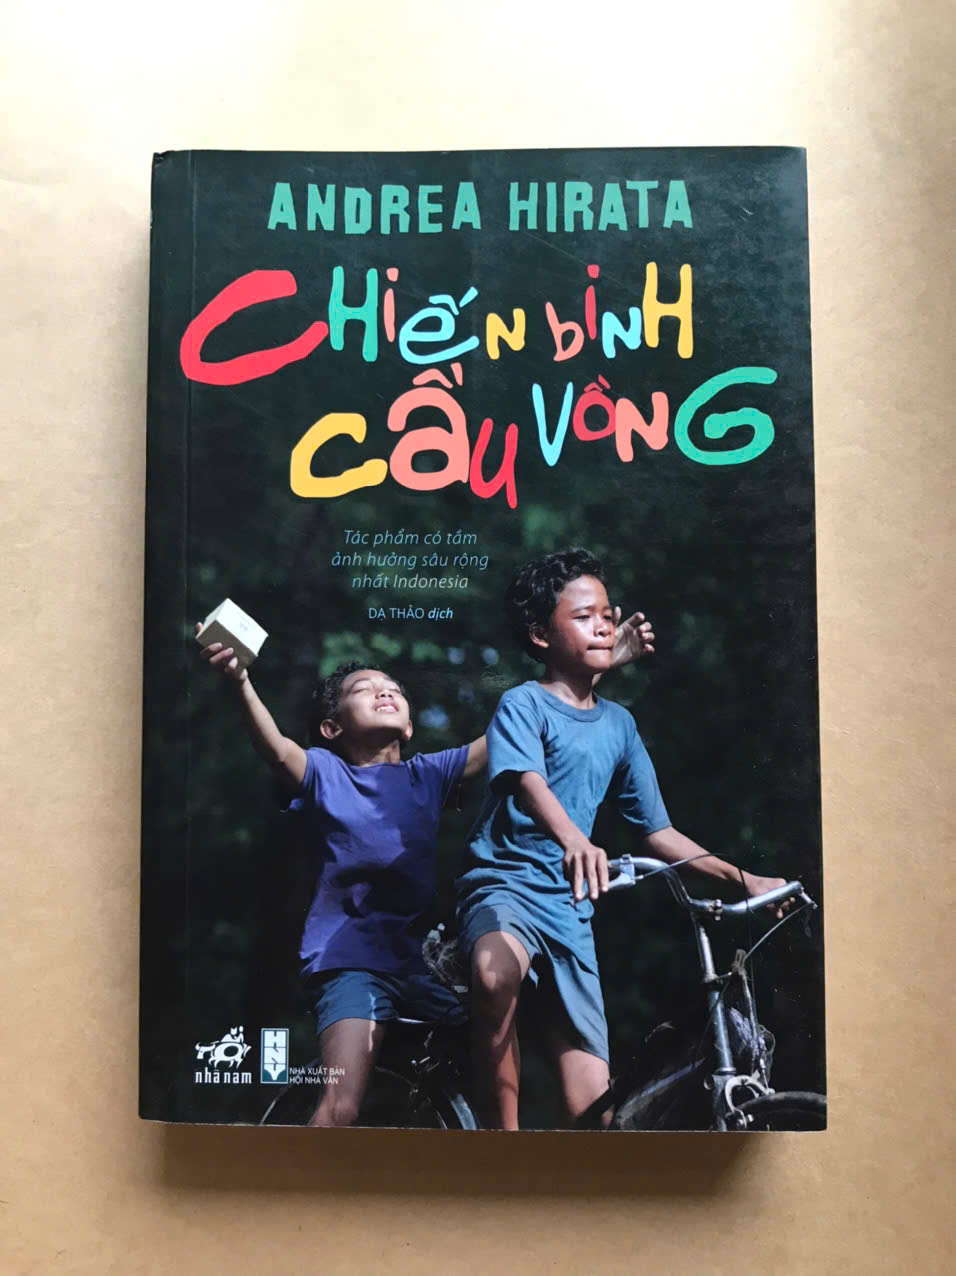 ANDREA HIRATA
CHIẾN BINH
CẦU VỒNG
Tác phẩm có tầm
ảnh hưởng sâu rộng
nhất Indonesia
DẠ THẢO dịch
nhã nam
HNV
NHÀ XUẤT BẢN
HỘI NHÀ VĂN